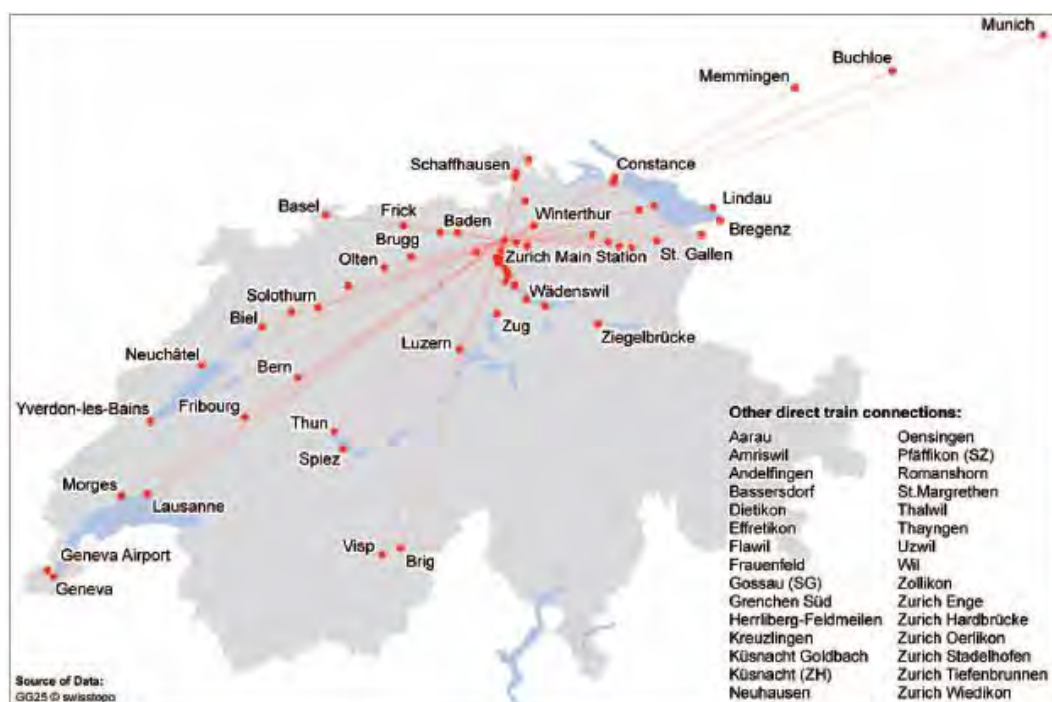 Munich
Buchloe
Memmingen
Schaffhausen
Constance
Basel
Frick
Baden
Winterthur
Lindau
Bregenz
Brugg
Olten
Zurich Main Station
St. Gallen
Solothurn
Wädenswil
Biel
Zug
Ziegelbrücke
Luzern
Neuchâtel
Bern
Yverdon-les-Bains
Fribourg
Thun
Spiez
Morges
Lausanne
Visp
Brig
Geneva Airport
Geneva
Other direct train connections:
Aarau
Amriswil
Andelfingen
Bassersdorf
Dietikon
Effretikon
Flawil
Frauenfeld
Gossau (SG)
Grenchen Süd
Herrliberg-Feldmeilen
Kreuzlingen
Küsnacht Goldbach
Küsnacht (ZH)
Neuhausen
Oensingen
Pfäffikon (SZ)
Romanshorn
St.Margrethen
Thalwil
Thayngen
Uzwil
Wil
Zollikon
Zurich Enge
Zurich Hardbrücke
Zurich Oerlikon
Zurich Stadelhofen
Zurich Tiefenbrunnen
Zurich Wiedikon
Source of Data:
GG25 © swisstopo